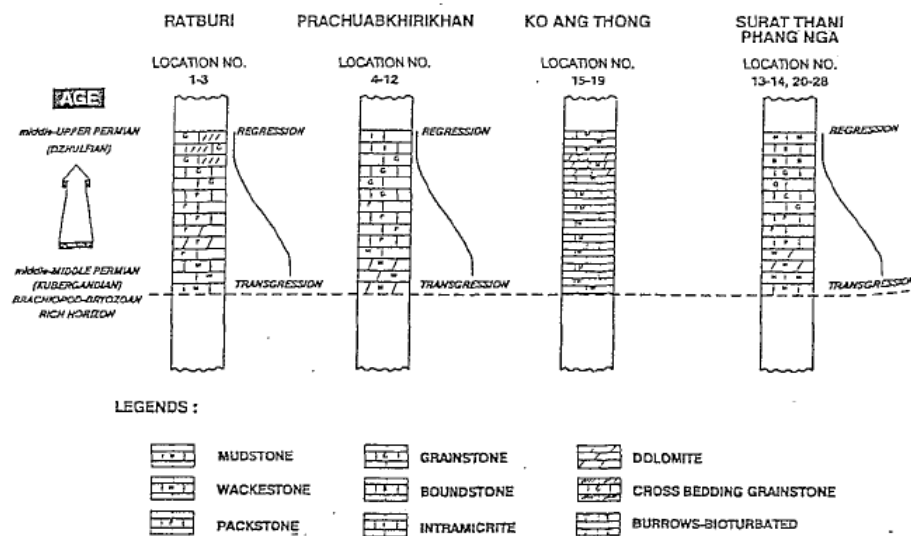 RATBURI
PRACHUABKHIRIKHAN
KO ANG THONG
SURAT THANI
PHANG NGA
LOCATION NO.
1-3
LOCATION NO.
4-12
LOCATION NO.
15-19
LOCATION NO.
13-14, 20-28
AGE
middle-UPPER PERMIAN
(DZHULFIAN)
REGRESSION
REGRESSION
REGRESSION
middle-MIDDLE PERMIAN
(KUBERGANDIAN)
BRACHIOPOD-BRYOZOAN
RICH HORIZON
TRANSGRESSION
TRANSGRESSION
TRANSGRESSION
LEGENDS :
MUDSTONE
GRAINSTONE
DOLOMITE
WACKESTONE
BOUNDSTONE
CROSS BEDDING GRAINSTONE
PACKSTONE
INTRAMICRITE
BURROWS-BIOTURBATED